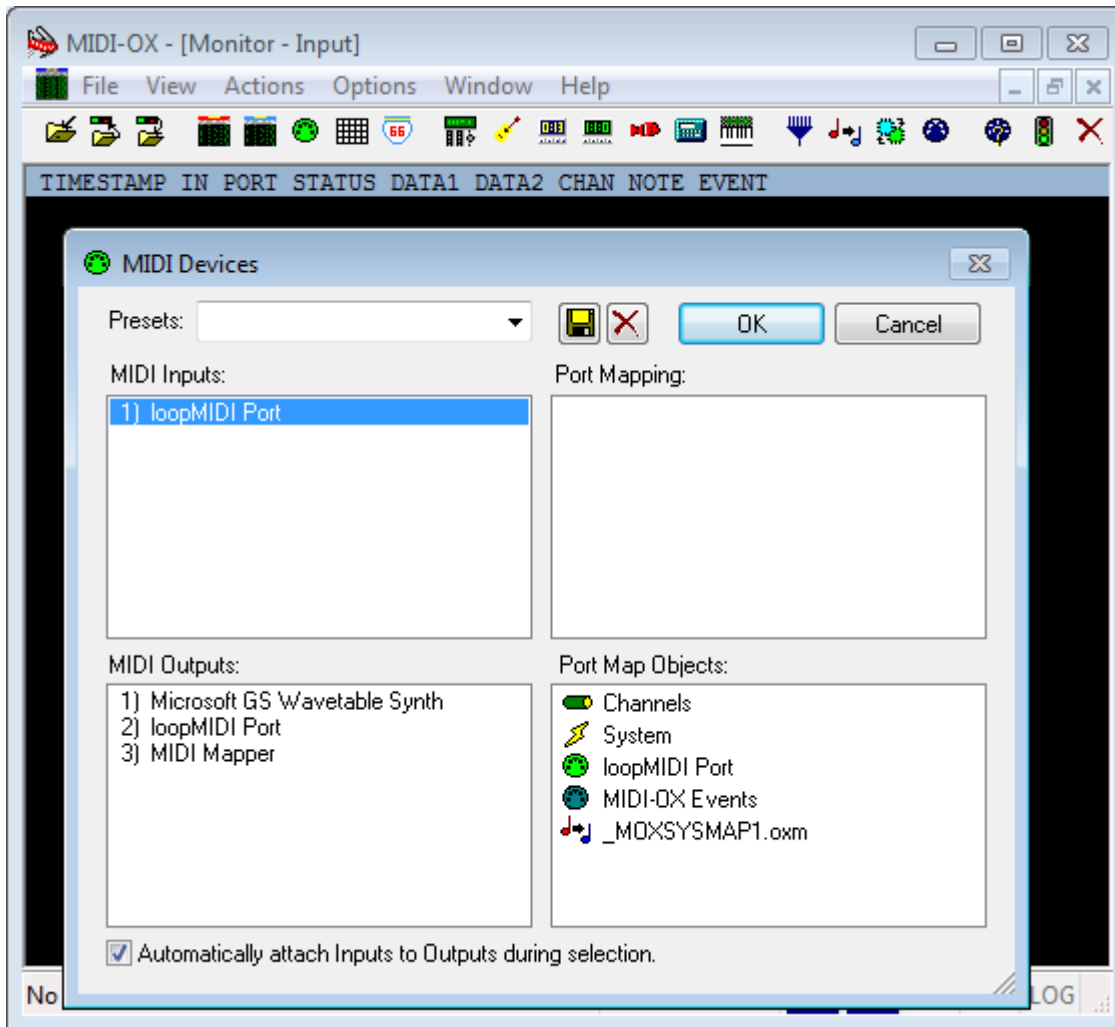 MIDI-OX - [Monitor - Input]
File View Actions Options Window Help
66
TIMESTAMP IN PORT STATUS DATA1 DATA2 CHAN NOTE EVENT
MIDI Devices
Presets:
OK Cancel
MIDI Inputs:
1) loopMIDI Port
Port Mapping:
MIDI Outputs:
1) Microsoft GS Wavetable Synth
2) loopMIDI Port
3) MIDI Mapper
Port Map Objects:
Channels
System
loopMIDI Port
MIDI-OX Events
_MOXSYSMAP1.oxm
Automatically attach Inputs to Outputs during selection.
No LOG